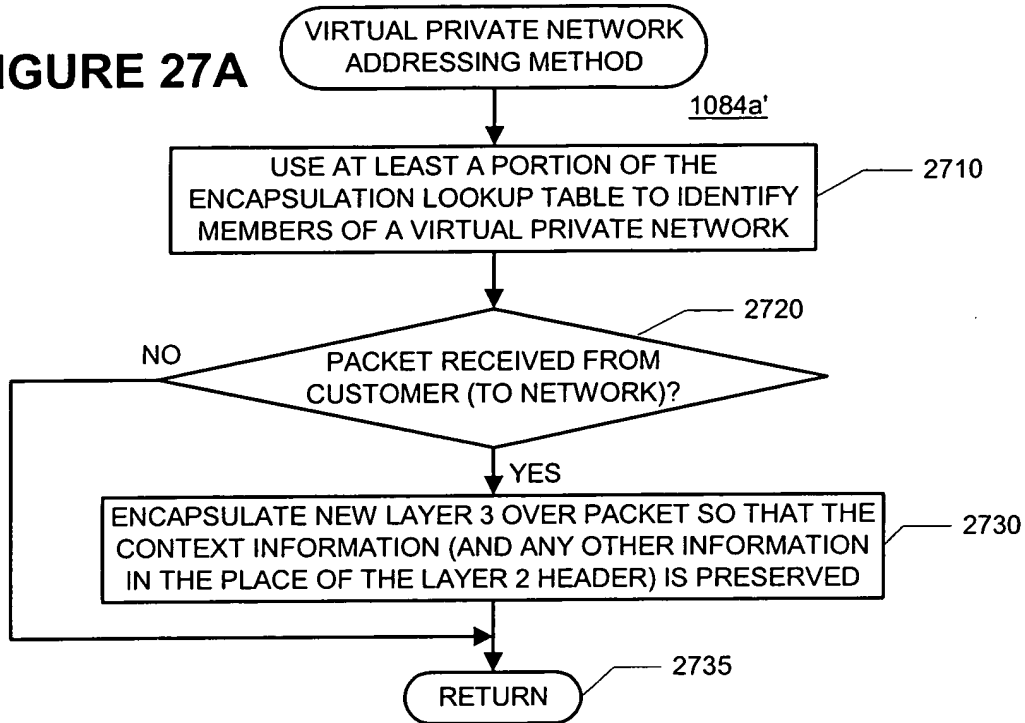 VIRTUAL PRIVATE NETWORK
ADDRESSING METHOD
IGURE 27A
1084a'
USE AT LEAST A PORTION OF THE
ENCAPSULATION LOOKUP TABLE TO IDENTIFY
MEMBERS OF A VIRTUAL PRIVATE NETWORK
2710
2720
NO
PACKET RECEIVED FROM
CUSTOMER (TO NETWORK)?
YES
ENCAPSULATE NEW LAYER 3 OVER PACKET SO THAT THE
CONTEXT INFORMATION (AND ANY OTHER INFORMATION
IN THE PLACE OF THE LAYER 2 HEADER) IS PRESERVED
2730
RETURN
2735